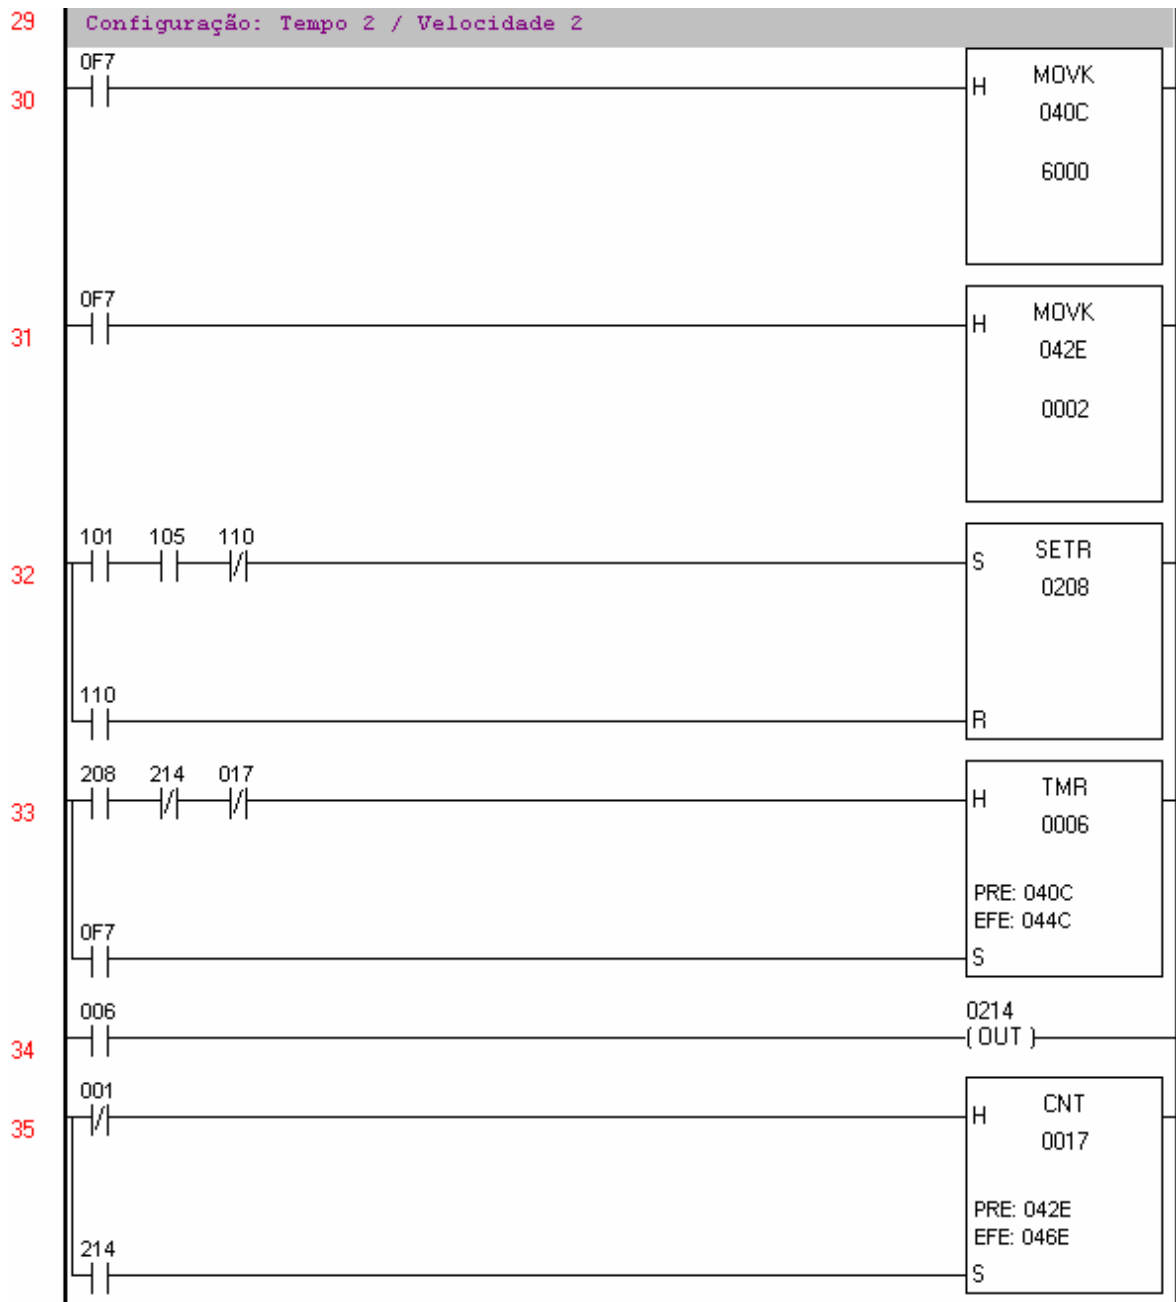 29 Configuração: Tempo 2 / Velocidade 2
0F7
30 H MOVK
040C
6000
0F7
31 H MOVK
042E
0002
101 105 110
32 S SETR
0208
110
R
208 214 017
33 H TMR
0006
PRE: 040C
EFE: 044C
0F7
S
006 0214
34 ( OUT )
001
35 H CNT
0017
PRE: 042E
EFE: 046E
214
S